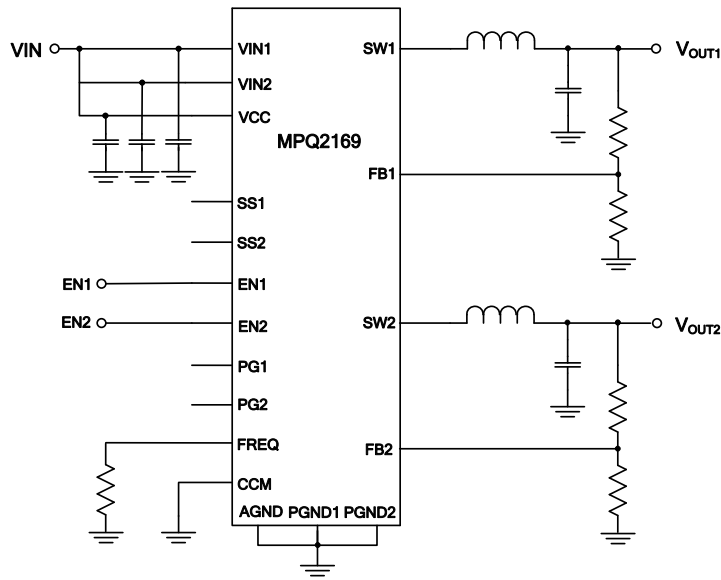 VIN
VIN1
SW1
VOUT1
VIN2
VCC
MPQ2169
FB1
SS1
SS2
EN1
EN1
EN2
EN2
SW2
VOUT2
PG1
PG2
FREQ
FB2
CCM
AGND PGND1 PGND2